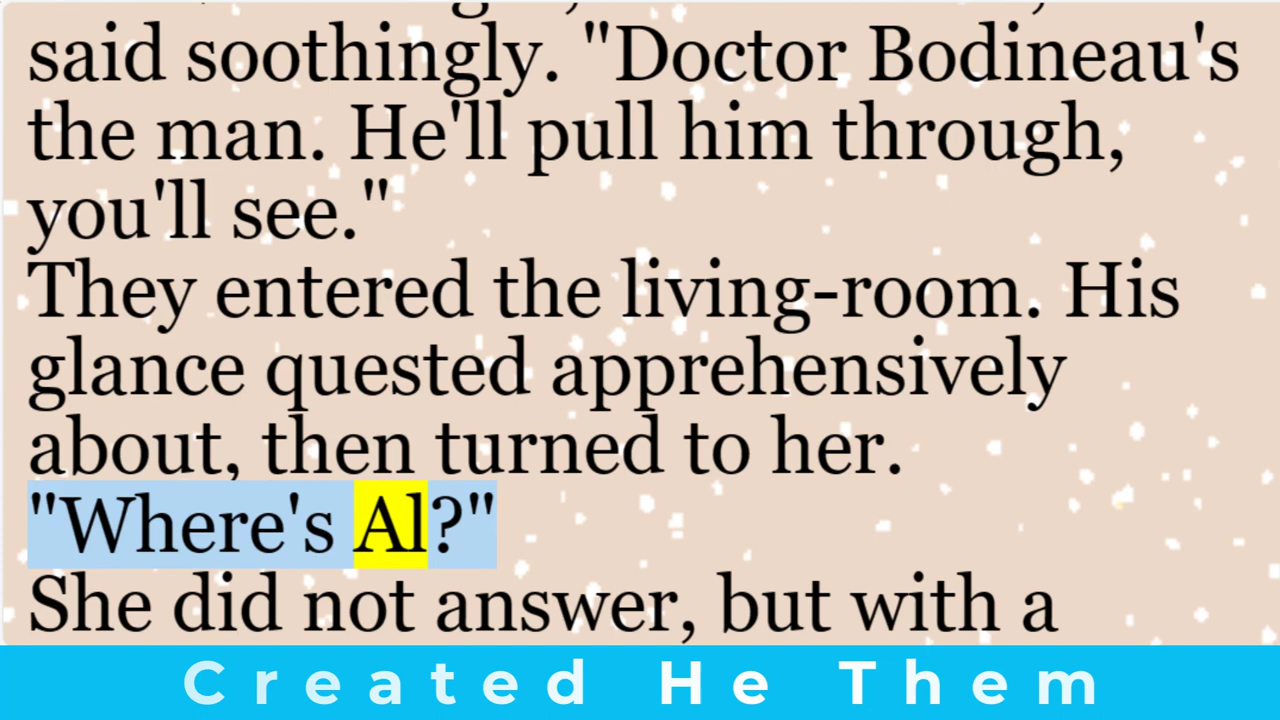 said soothingly. "Doctor Bodineau's
the man. He'll pull him through,
you'll see."
They entered the living-room. His
glance quested apprehensively
about, then turned to her.
"Where's Al?"
She did not answer, but with a
Created He Them